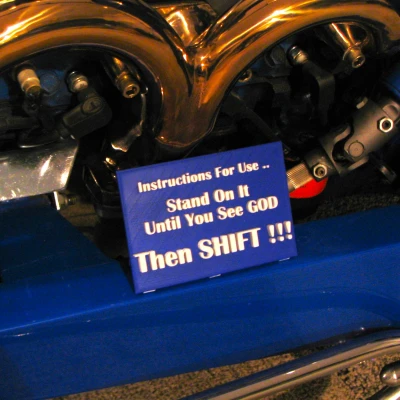 Instructions For Use ..
Stand On It
Until You See GOD
Then SHIFT !!!